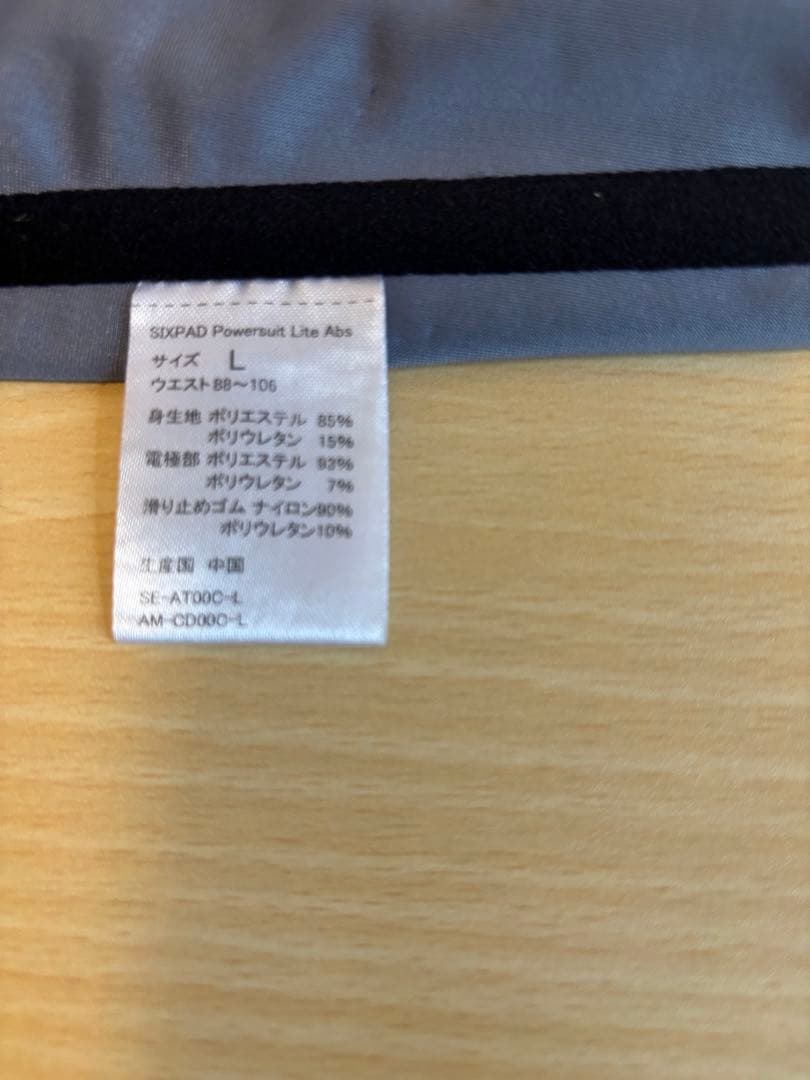 SIXPAD Powersuit Lite Abs
サイズ L
ウエスト88〜106
身生地 ポリエステル 85%
ポリウレタン 15%
電極部 ポリエステル 93%
ポリウレタン 7%
滑り止めゴム ナイロン90%
ポリウレタン10%
生産国 中国
SE-AT00C-L
AM-CD00C-L